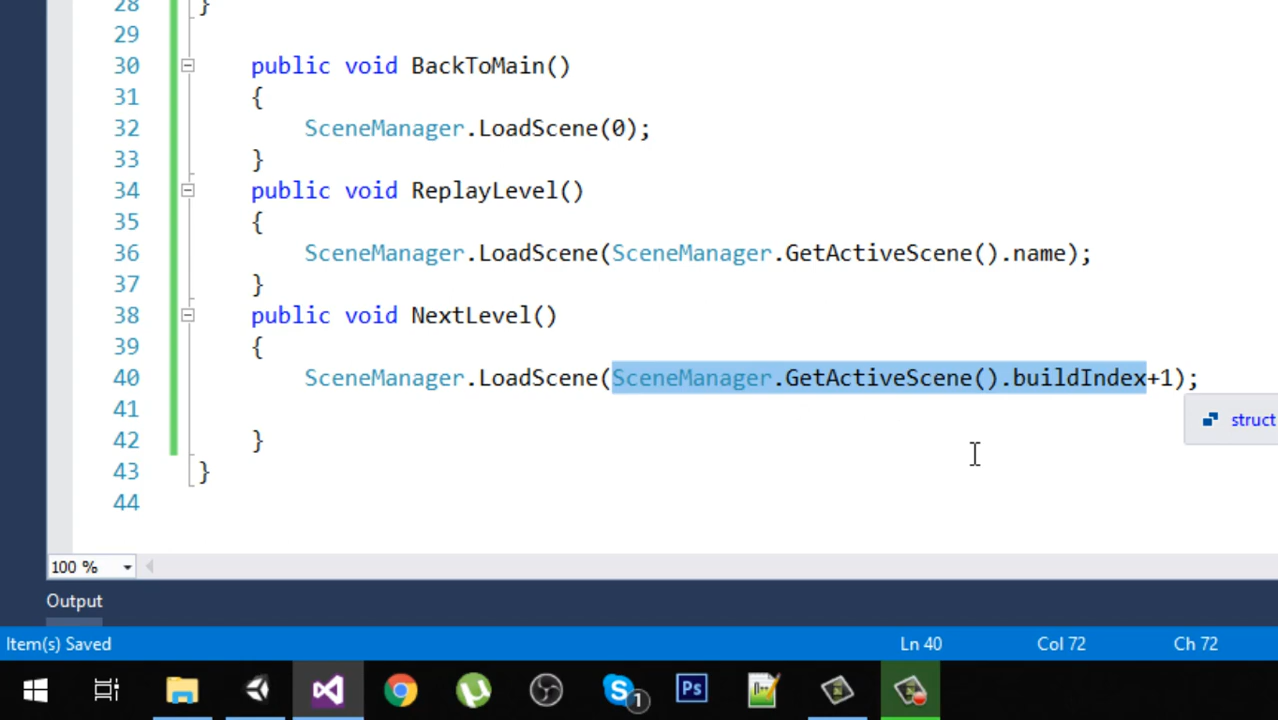 28 }
29
30 public void BackToMain()
31 {
32 SceneManager.LoadScene(0);
33 }
34 public void ReplayLevel()
35 {
36 SceneManager.LoadScene(SceneManager.GetActiveScene().name);
37 }
38 public void NextLevel()
39 {
40 SceneManager.LoadScene(SceneManager.GetActiveScene().buildIndex+1);
41
struct
42 }
43 }
44
100 %
Output
Item(s) Saved Ln 40 Col 72 Ch 72
S 1 Ps